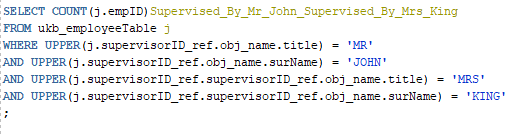 SELECT COUNT(j.empID)Supervised_By_Mr_John_Supervised_By_Mrs_King
FROM ukb_employeeTable j
WHERE UPPER(j.supervisorID_ref.obj_name.title) = 'MR'
AND UPPER(j.supervisorID_ref.obj_name.surName) = 'JOHN'
AND UPPER(j.supervisorID_ref.supervisorID_ref.obj_name.title) = 'MRS'
AND UPPER(j.supervisorID_ref.supervisorID_ref.obj_name.surName) = 'KING'
;